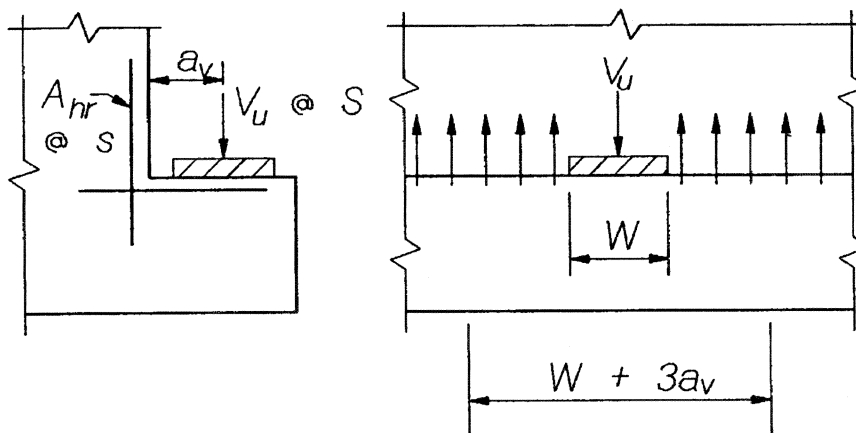 a_v
A_hr
@ s
V_u @ S
V_u
W
W + 3a_v